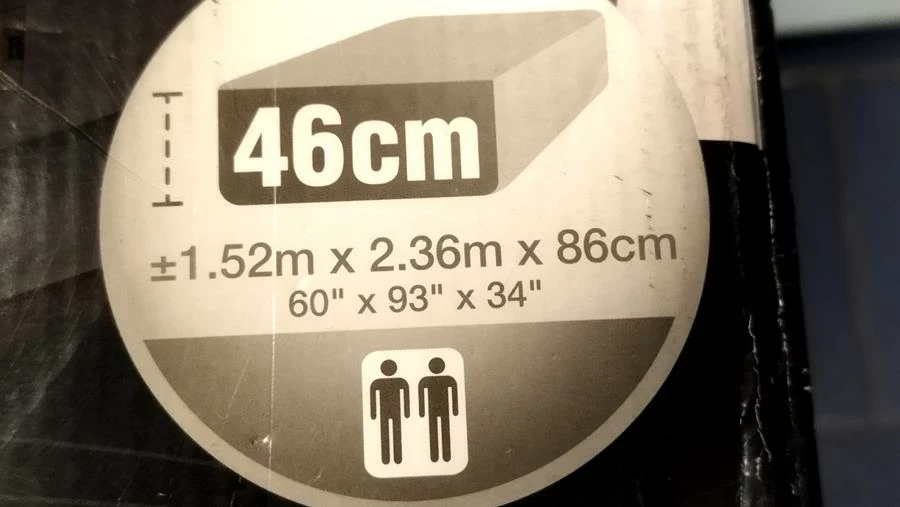 46cm
±1.52m x 2.36m x 86cm
60" x 93" x 34"